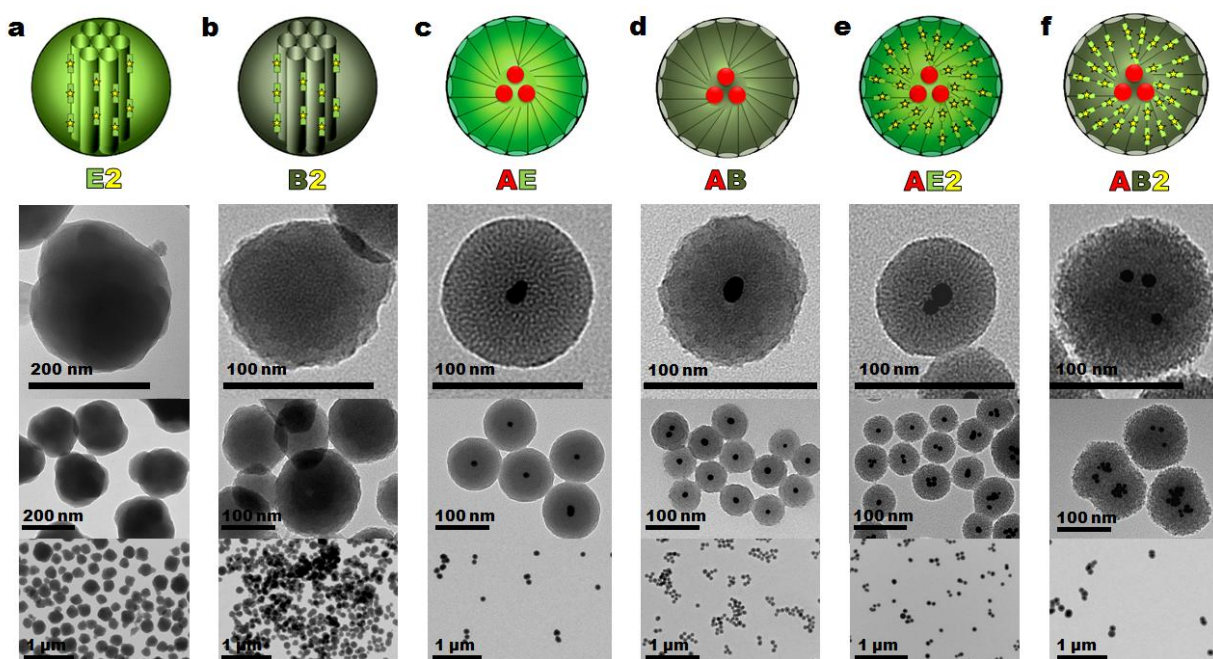 a b c d e f
E2 B2 AE AB AE2 AB2
200 nm 100 nm 100 nm 100 nm 100 nm 100 nm
200 nm 100 nm 100 nm 100 nm 100 nm 100 nm
1 µm 1 µm 1 µm 1 µm 1 µm 1 µm